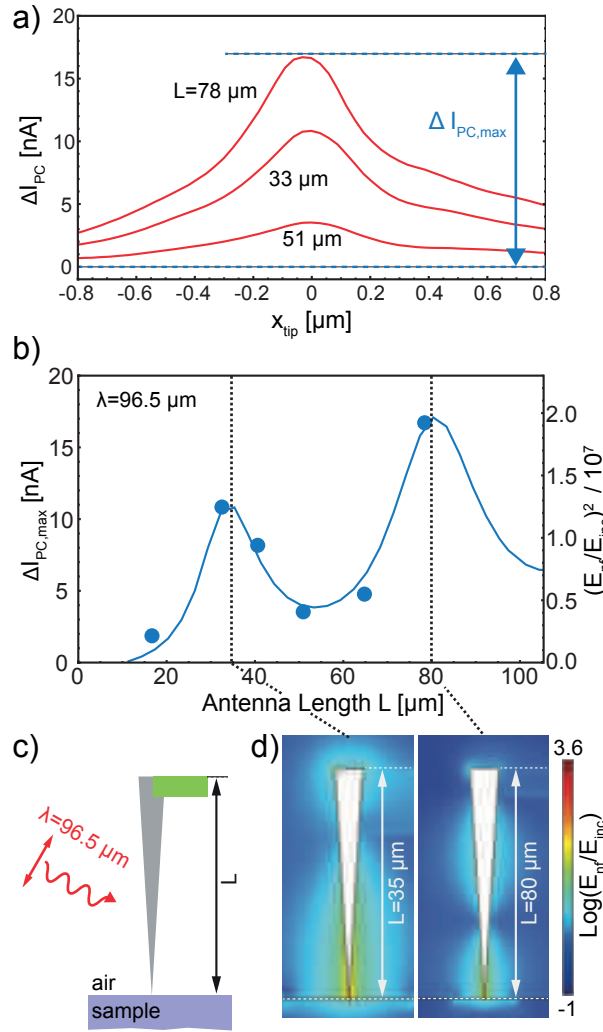 a)
20
15
10
5
0
ΔI_PC [nA]
L=78 µm
33 µm
51 µm
Δ I_PC,max
-0.8 -0.6 -0.4 -0.2 0 0.2 0.4 0.6 0.8
x_tip [µm]
b)
20
15
10
5
0
ΔI_PC,max [nA]
λ=96.5 µm
2.0
1.5
1.0
0.5
0.0
(E_nf/E_inc)² / 10⁷
0 20 40 60 80 100
Antenna Length L [µm]
c)
λ=96.5 µm
L
air
sample
d)
L=35 µm
L=80 µm
3.6
Log(E_nf/E_inc)
-1